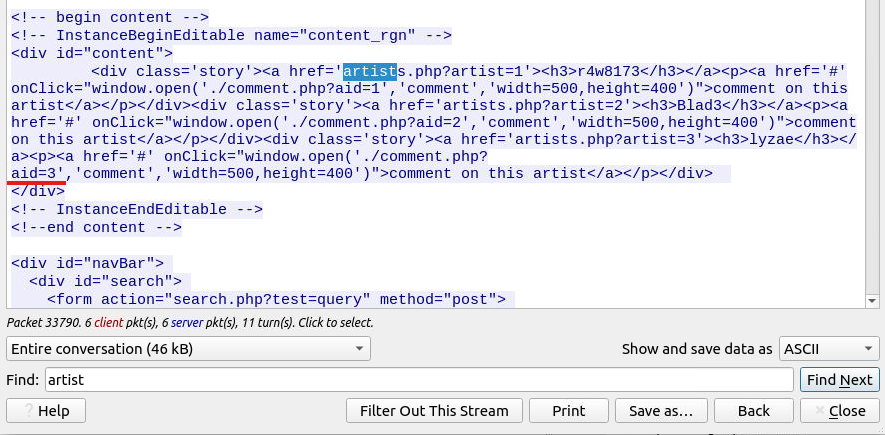 <!-- begin content -->
<!-- InstanceBeginEditable name="content_rgn" -->
<div id="content">
<div class='story'><a href='artists.php?artist=1'><h3>r4w8173</h3></a><p><a href='#'
onClick="window.open('./comment.php?aid=1','comment','width=500,height=400')">comment on this
artist</a></p></div><div class='story'><a href='artists.php?artist=2'><h3>Blad3</h3></a><p><a
href='#' onClick="window.open('./comment.php?aid=2','comment','width=500,height=400')">comment
on this artist</a></p></div><div class='story'><a href='artists.php?artist=3'><h3>lyzae</h3></
a><p><a href='#' onClick="window.open('./comment.php?
aid=3','comment','width=500,height=400')">comment on this artist</a></p></div>
</div>
<!-- InstanceEndEditable -->
<!--end content -->
<div id="navBar">
<div id="search">
<form action="search.php?test=query" method="post">
Packet 33790. 6 client pkt(s), 6 server pkt(s), 11 turn(s). Click to select.
Entire conversation (46 kB) Show and save data as ASCII
Find: artist Find Next
? Help Filter Out This Stream Print Save as… Back × Close